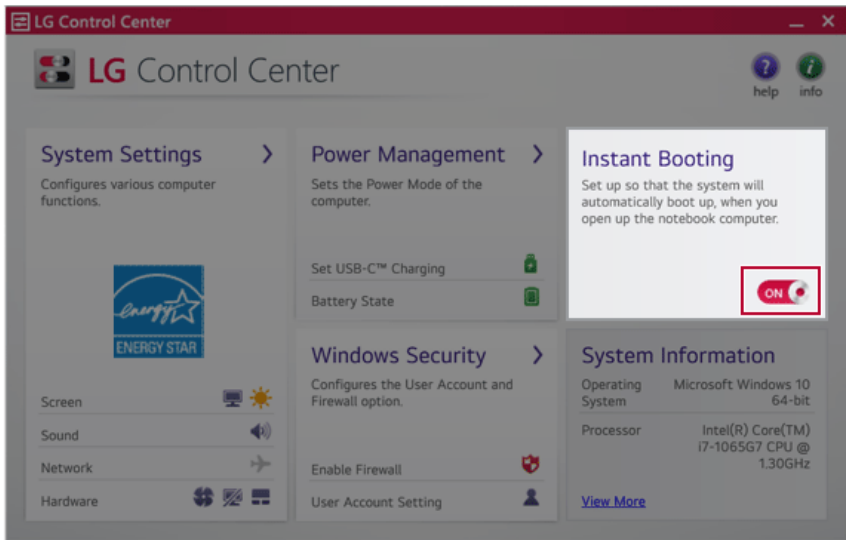 LG Control Center
LG Control Center
help
info
System Settings
Configures various computer
functions.
energy
ENERGY STAR
Screen
Sound
Network
Hardware
Power Management
Sets the Power Mode of the
computer.
Set USB-C™ Charging
Battery State
Instant Booting
Set up so that the system will
automatically boot up, when you
open up the notebook computer.
ON
Windows Security
Configures the User Account and
Firewall option.
Enable Firewall
User Account Setting
System Information
Operating System
Microsoft Windows 10
64-bit
Processor
Intel(R) Core(TM)
i7-1065G7 CPU @
1.30GHz
View More